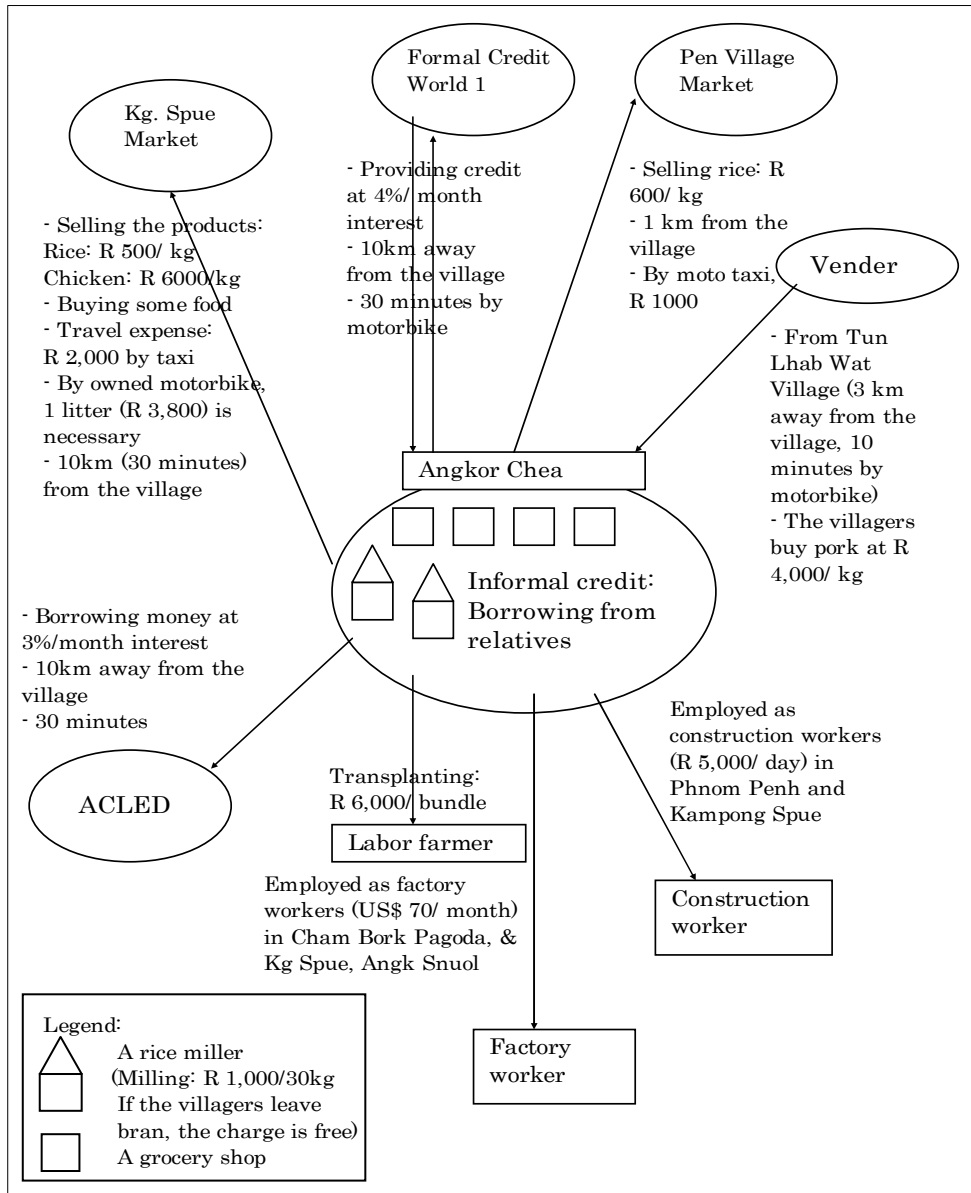 Formal Credit
World 1
Pen Village
Market
Kg. Spue
Market
- Providing credit
at 4%/ month
interest
- 10km away
from the village
- 30 minutes by
motorbike
- Selling rice: R
600/ kg
- 1 km from the
village
- By moto taxi,
R 1000
- Selling the products:
Rice: R 500/ kg
Chicken: R 6000/kg
- Buying some food
- Travel expense:
R 2,000 by taxi
- By owned motorbike,
1 litter (R 3,800) is
necessary
- 10km (30 minutes)
from the village
Vender
- From Tun
Lhab Wat
Village (3 km
away from the
village, 10
minutes by
motorbike)
- The villagers
buy pork at R
4,000/ kg
Angkor Chea
Informal credit:
Borrowing from
relatives
- Borrowing money at
3%/month interest
- 10km away from the
village
- 30 minutes
ACLED
Transplanting:
R 6,000/ bundle
Labor farmer
Employed as
construction workers
(R 5,000/ day) in
Phnom Penh and
Kampong Spue
Construction
worker
Employed as factory
workers (US$ 70/ month)
in Cham Bork Pagoda, &
Kg Spue, Angk Snuol
Factory
worker
Legend:
A rice miller
(Milling: R 1,000/30kg
If the villagers leave
bran, the charge is free)
A grocery shop